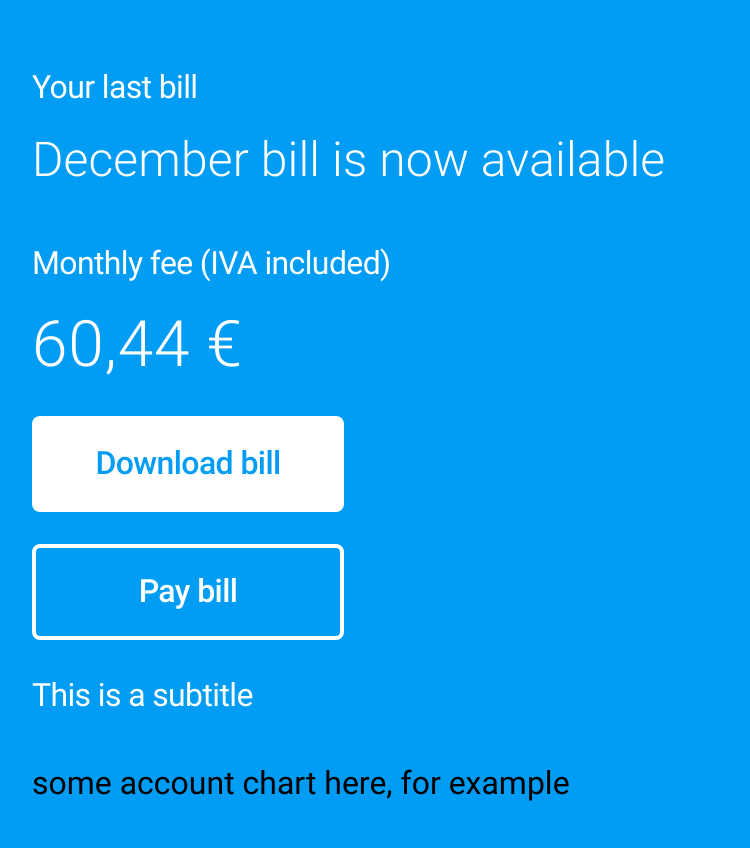 Your last bill
December bill is now available
Monthly fee (IVA included)
60,44 €
Download bill
Pay bill
This is a subtitle
some account chart here, for example